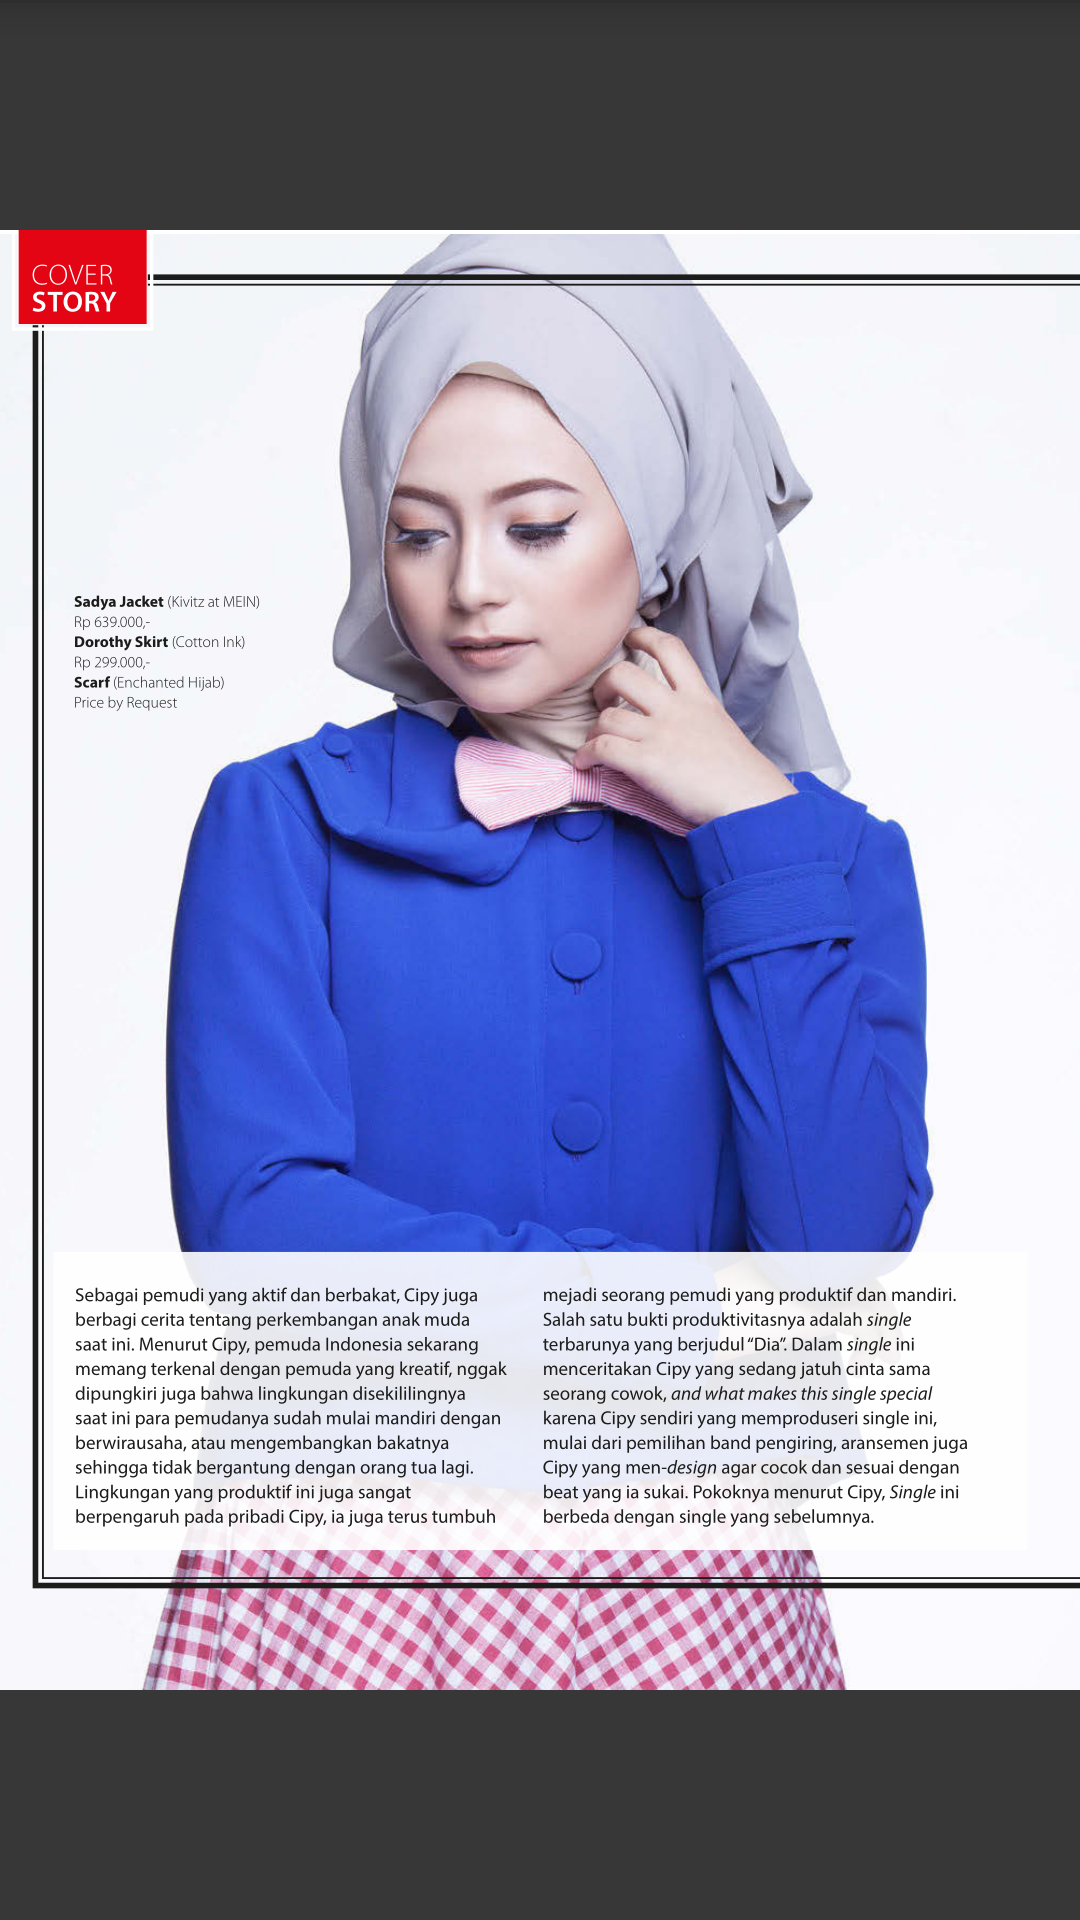 COVER
STORY
Sadya Jacket (Kivitz at MEIN)
Rp 639.000,-
Dorothy Skirt (Cotton Ink)
Rp 299.000,-
Scarf (Enchanted Hijab)
Price by Request
Sebagai pemudi yang aktif dan berbakat, Cipy juga
berbagi cerita tentang perkembangan anak muda
saat ini. Menurut Cipy, pemuda Indonesia sekarang
memang terkenal dengan pemuda yang kreatif, nggak
dipungkiri juga bahwa lingkungan disekililingnya
saat ini para pemudanya sudah mulai mandiri dengan
berwirausaha, atau mengembangkan bakatnya
sehingga tidak bergantung dengan orang tua lagi.
Lingkungan yang produktif ini juga sangat
berpengaruh pada pribadi Cipy, ia juga terus tumbuh
mejadi seorang pemudi yang produktif dan mandiri.
Salah satu bukti produktivitasnya adalah single
terbarunya yang berjudul “Dia”. Dalam single ini
menceritakan Cipy yang sedang jatuh cinta sama
seorang cowok, and what makes this single special
karena Cipy sendiri yang memproduseri single ini,
mulai dari pemilihan band pengiring, aransemen juga
Cipy yang men-design agar cocok dan sesuai dengan
beat yang ia sukai. Pokoknya menurut Cipy, Single ini
berbeda dengan single yang sebelumnya.